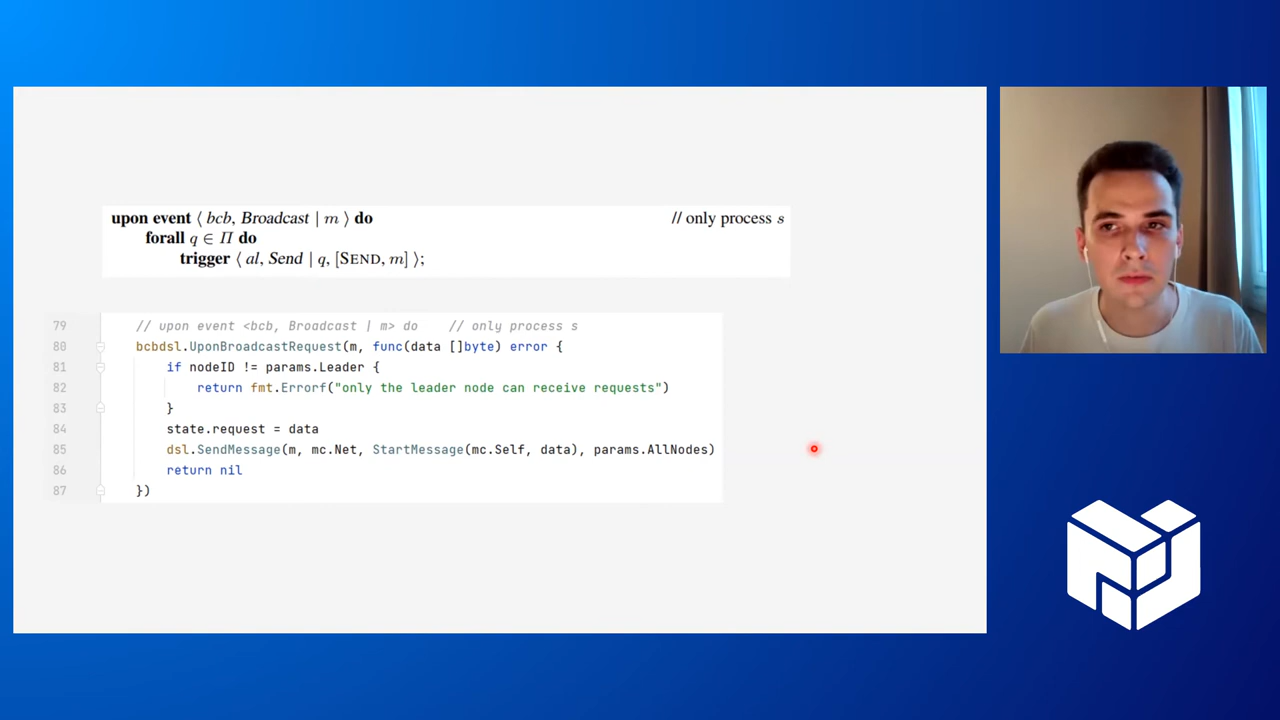 upon event ⟨ bcb, Broadcast | m ⟩ do // only process s
forall q ∈ Π do
trigger ⟨ al, Send | q, [SEND, m] ⟩;
79 // upon event <bcb, Broadcast | m> do // only process s
80 bcbdsl.UponBroadcastRequest(m, func(data []byte) error {
81 if nodeID != params.Leader {
82 return fmt.Errorf("only the leader node can receive requests")
83 }
84 state.request = data
85 dsl.SendMessage(m, mc.Net, StartMessage(mc.Self, data), params.AllNodes)
86 return nil
87 })